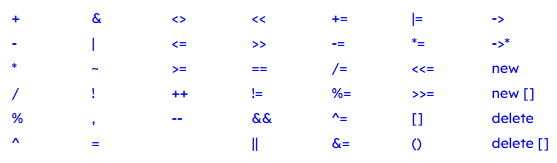 + & <> << += |= ->
- | <= >> -= *= ->*
* ~ >= == /= <<= new
/ ! ++ != %= >>= new []
% , -- && ^= [] delete
^ = || &= () delete []